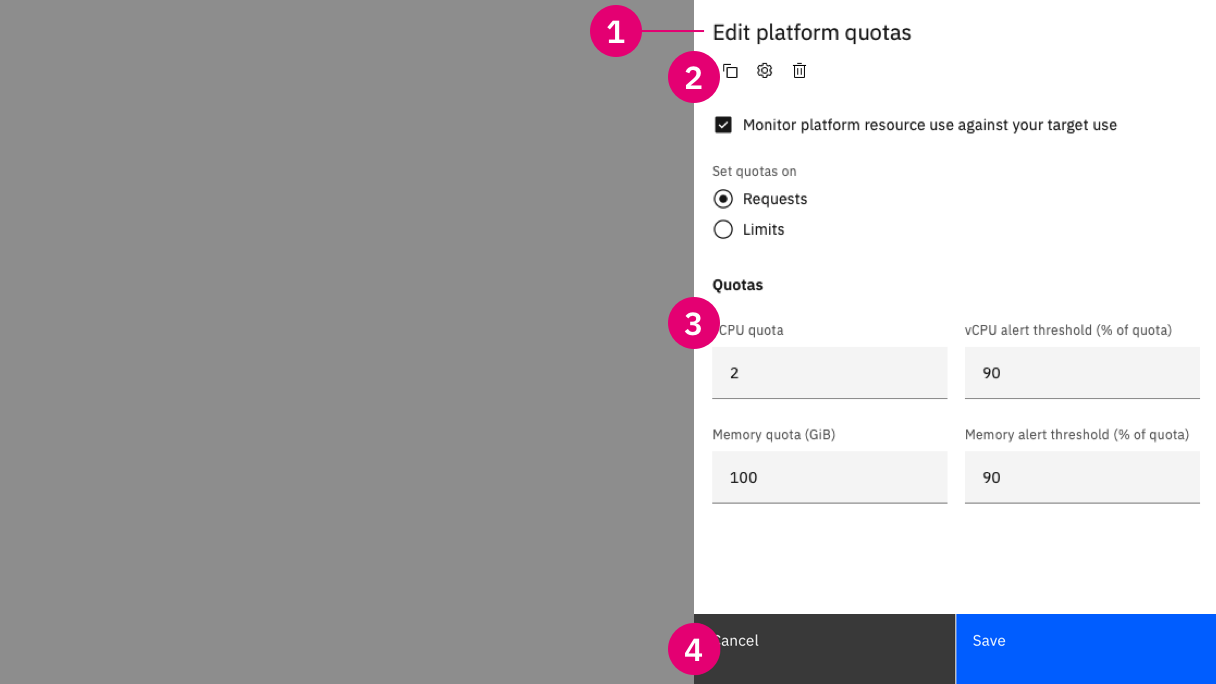 1 Edit platform quotas
2
Monitor platform resource use against your target use
Set quotas on
Requests
Limits
Quotas
3 CPU quota vCPU alert threshold (% of quota)
2 90
Memory quota (GiB) Memory alert threshold (% of quota)
100 90
4 ancel Save